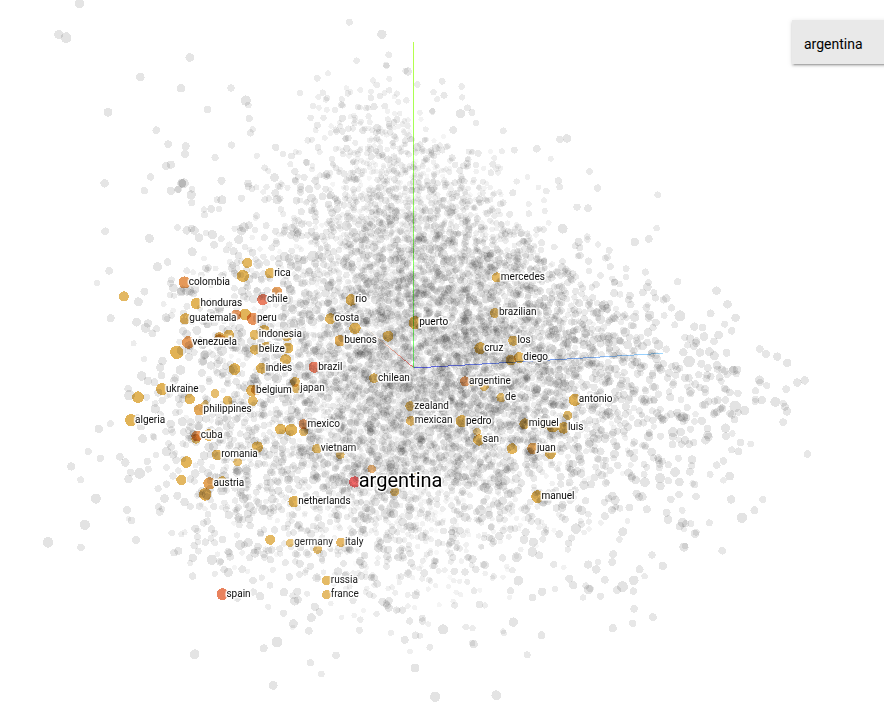 argentina
rica
mercedes
colombia
rio
chile
honduras
brazilian
guatemala
peru
costa
puerto
indonesia
buenos
los
venezuela
belize
cruz
diego
indies
brazil
chilean
argentine
ukraine
belgium
japan
de
antonio
philippines
zealand
algeria
mexico
mexican
pedro
miguel
luis
cuba
san
romania
vietnam
juan
austria
argentina
netherlands
manuel
germany
italy
russia
spain
france